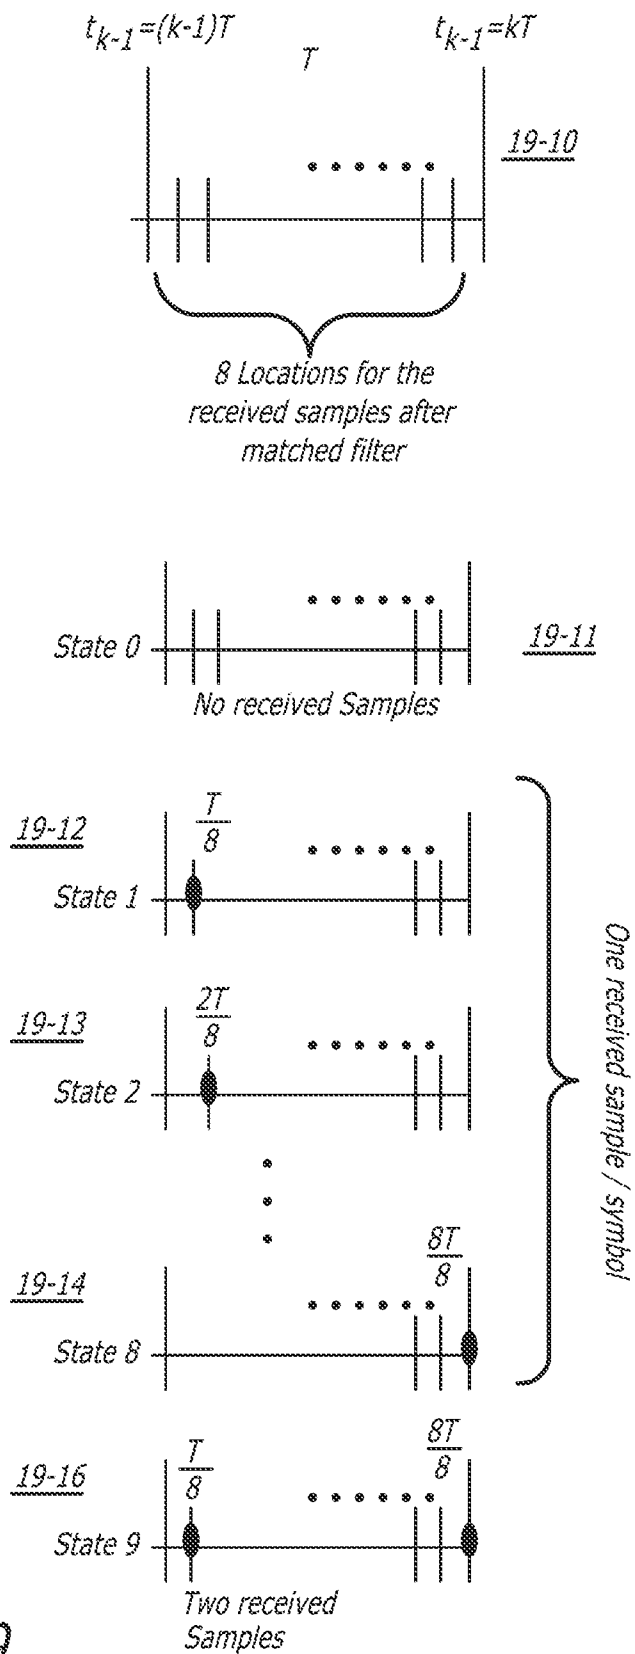 t_{k-1}=(k-1)T
T
t_{k-1}=kT
19-10
8 Locations for the
received samples after
matched filter
State 0
19-11
No received Samples
19-12
T/8
State 1
19-13
2T/8
State 2
One received sample / symbol
19-14
8T/8
State 8
19-16
T/8
8T/8
State 9
Two received
Samples